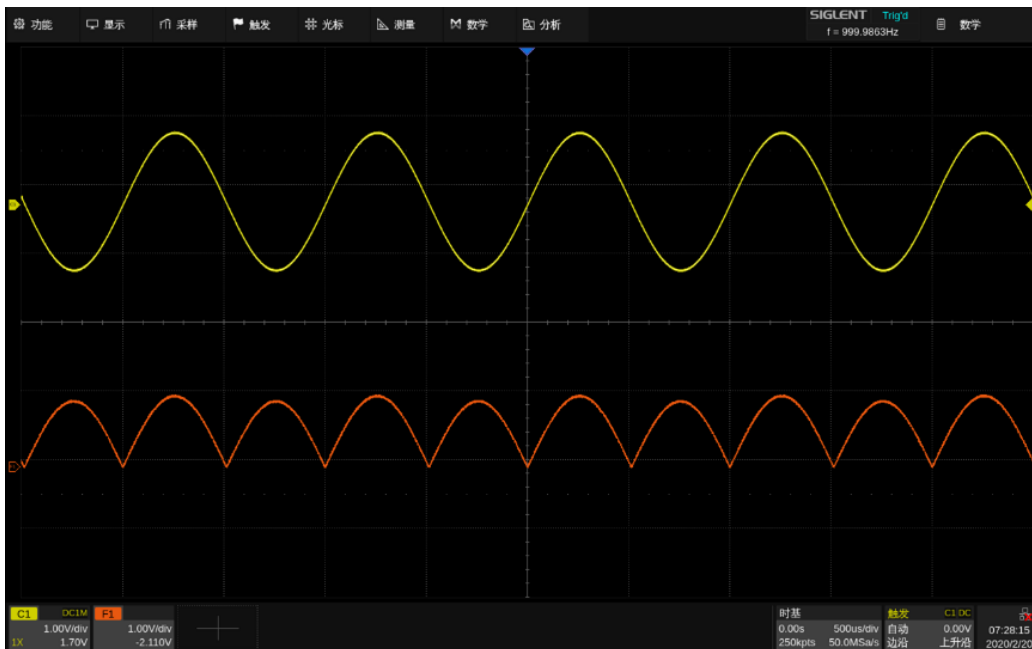 功能 显示 采样 触发 光标 测量 数学 分析 SIGLENT Trig'd 数学
f = 999.9863Hz
C1 DC1M F1 时基 触发 C1 DC
1.00V/div 1.00V/div 0.00s 500us/div 自动 0.00V 07:28:15
1X 1.70V -2.110V 250kpts 50.0MSa/s 边沿 上升沿 2020/2/20